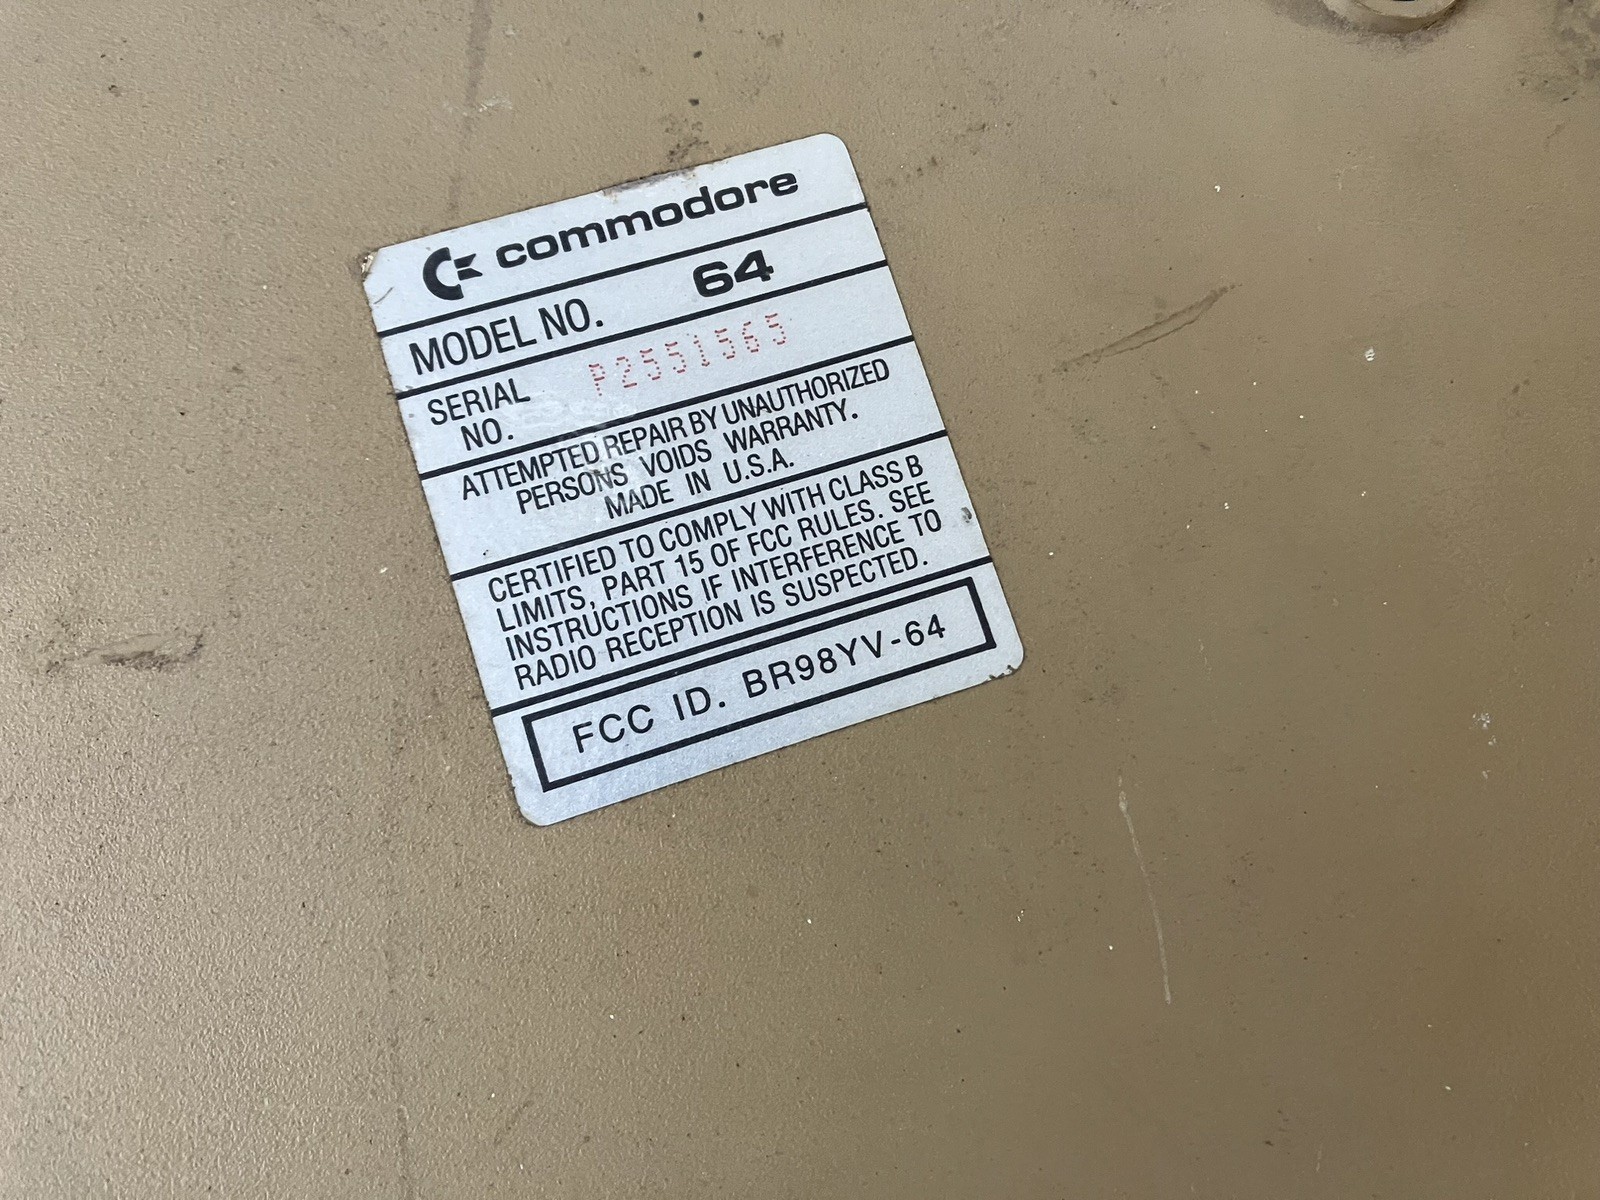 commodore
MODEL NO. 64
SERIAL NO. P2551565
ATTEMPTED REPAIR BY UNAUTHORIZED
PERSONS VOIDS WARRANTY.
MADE IN U.S.A.
CERTIFIED TO COMPLY WITH CLASS B
LIMITS, PART 15 OF FCC RULES. SEE
INSTRUCTIONS IF INTERFERENCE TO
RADIO RECEPTION IS SUSPECTED.
FCC ID. BR98YV-64